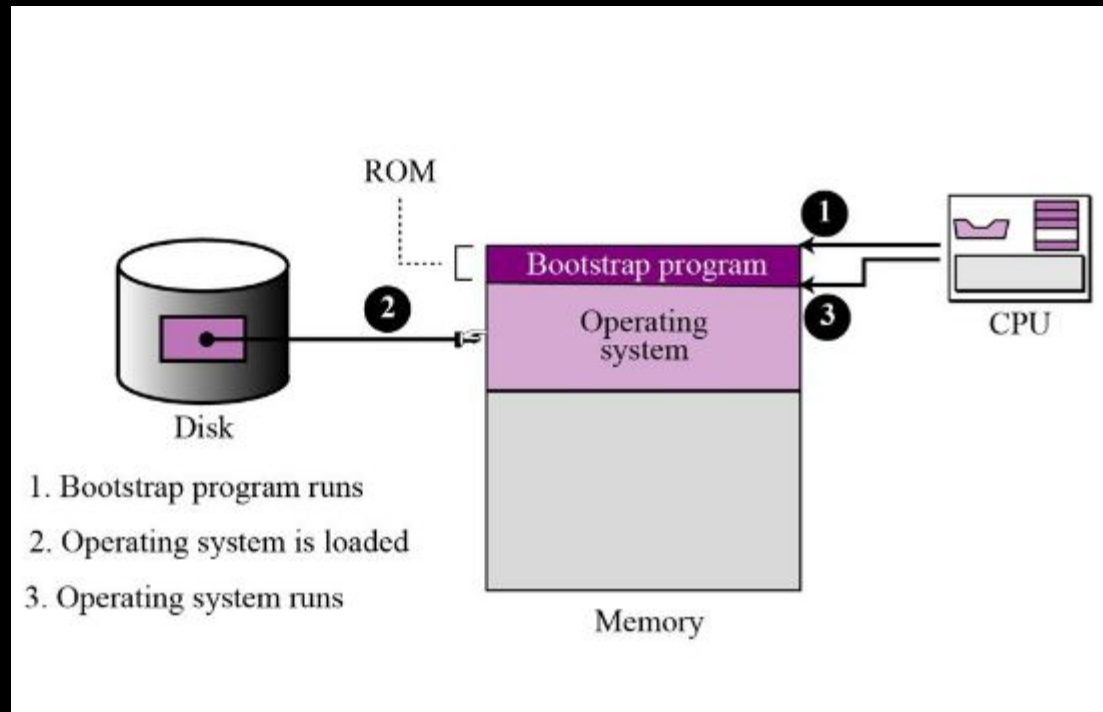 ROM
1
Bootstrap program
2
3
Operating
system
CPU
Disk
1. Bootstrap program runs
2. Operating system is loaded
3. Operating system runs
Memory